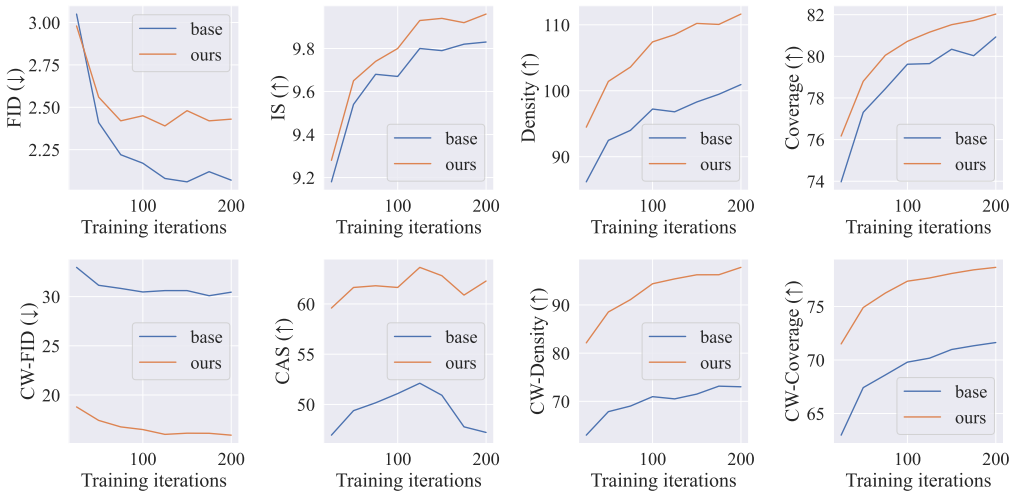 FID (↓)
3.00
2.75
2.50
2.25
base
ours
100
200
Training iterations
IS (↑)
9.8
9.6
9.4
9.2
base
ours
100
200
Training iterations
Density (↑)
110
100
90
base
ours
100
200
Training iterations
Coverage (↑)
82
80
78
76
74
base
ours
100
200
Training iterations
CW-FID (↓)
30
25
20
base
ours
100
200
Training iterations
CAS (↑)
60
55
50
base
ours
100
200
Training iterations
CW-Density (↑)
90
80
70
base
ours
100
200
Training iterations
CW-Coverage (↑)
75
70
65
base
ours
100
200
Training iterations